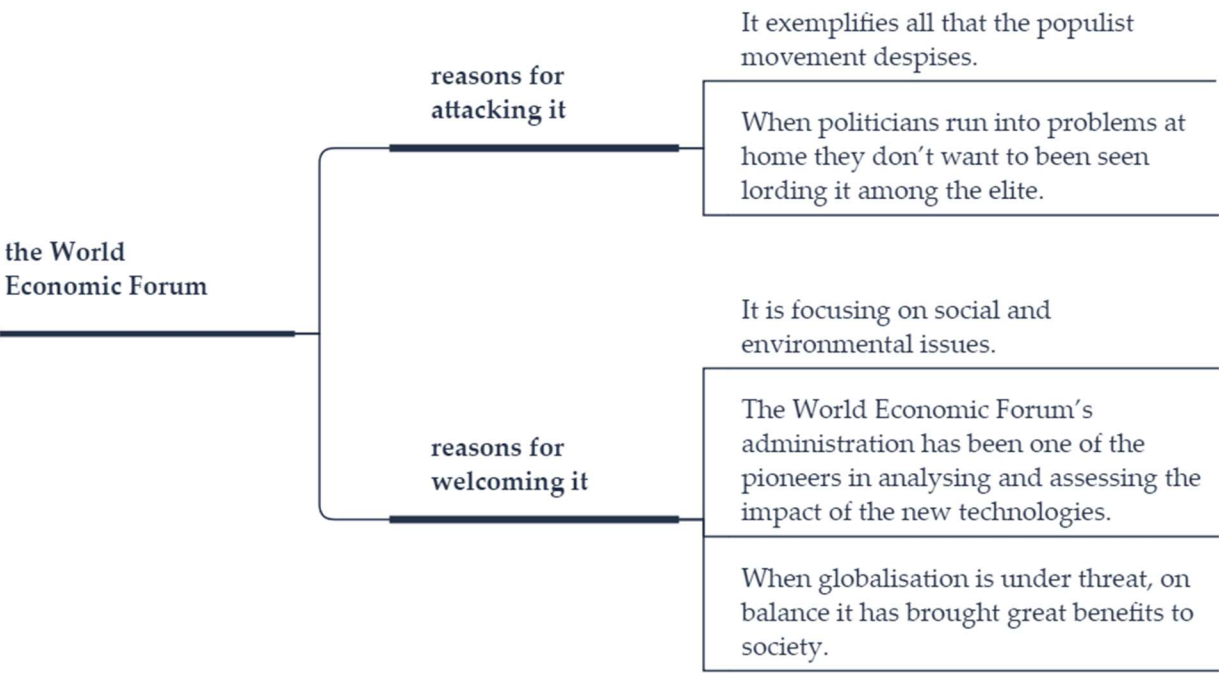 the World
Economic Forum
reasons for
attacking it
It exemplifies all that the populist
movement despises.
When politicians run into problems at
home they don't want to been seen
lording it among the elite.
reasons for
welcoming it
It is focusing on social and
environmental issues.
The World Economic Forum's
administration has been one of the
pioneers in analysing and assessing the
impact of the new technologies.
When globalisation is under threat, on
balance it has brought great benefits to
society.